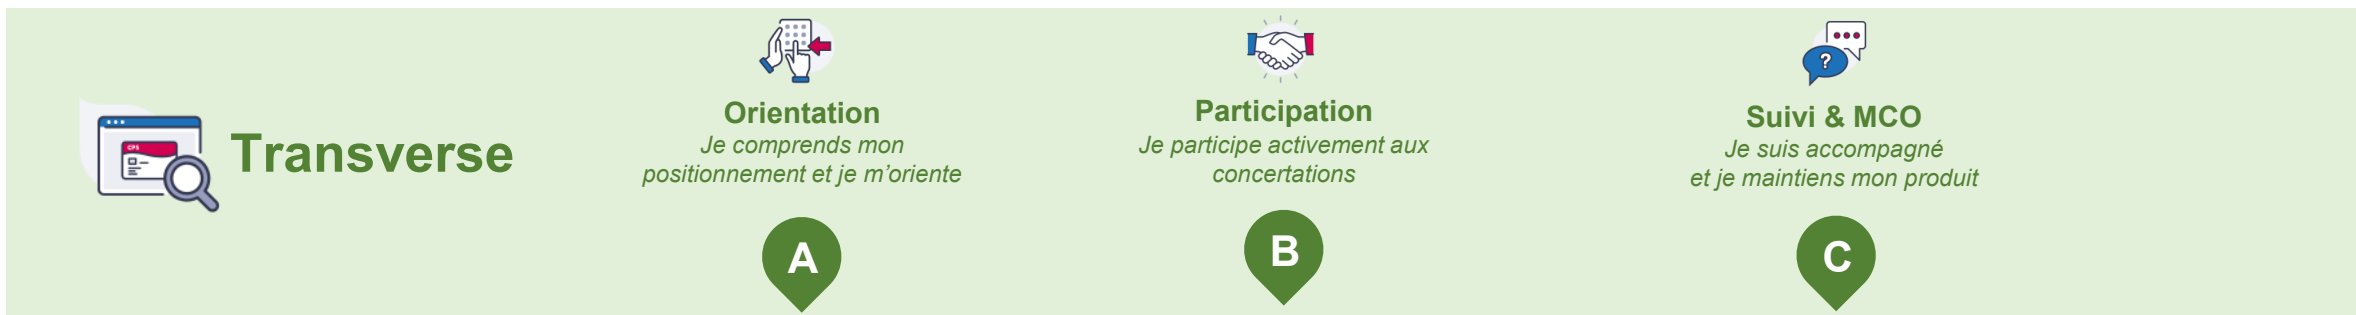 Transverse
CPS
Orientation
Je comprends mon
positionnement et je m’oriente
A
Participation
Je participe activement aux
concertations
B
?
Suivi & MCO
Je suis accompagné
et je maintiens mon produit
C